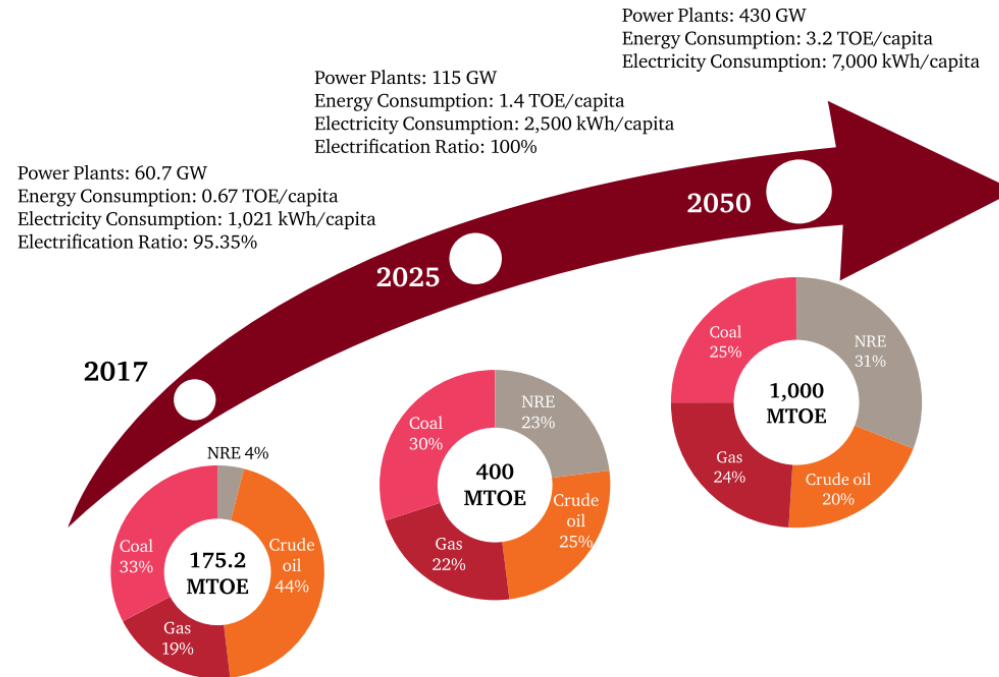 Power Plants: 430 GW
Energy Consumption: 3.2 TOE/capita
Electricity Consumption: 7,000 kWh/capita
Power Plants: 115 GW
Energy Consumption: 1.4 TOE/capita
Electricity Consumption: 2,500 kWh/capita
Electrification Ratio: 100%
Power Plants: 60.7 GW
Energy Consumption: 0.67 TOE/capita
Electricity Consumption: 1,021 kWh/capita
Electrification Ratio: 95.35%
2050
2025
2017
Coal
25%
NRE
31%
1,000
MTOE
Gas
24%
Crude oil
20%
Coal
30%
NRE
23%
400
MTOE
Gas
22%
Crude
oil
25%
NRE 4%
Coal
33%
175.2
MTOE
Crude
oil
44%
Gas
19%